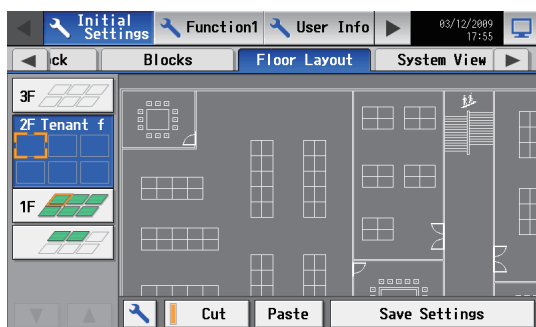 Initial
Settings
Function1
User Info
03/12/2009
17:55
ck
Blocks
Floor Layout
System View
3F
2F Tenant f
1F
Cut
Paste
Save Settings